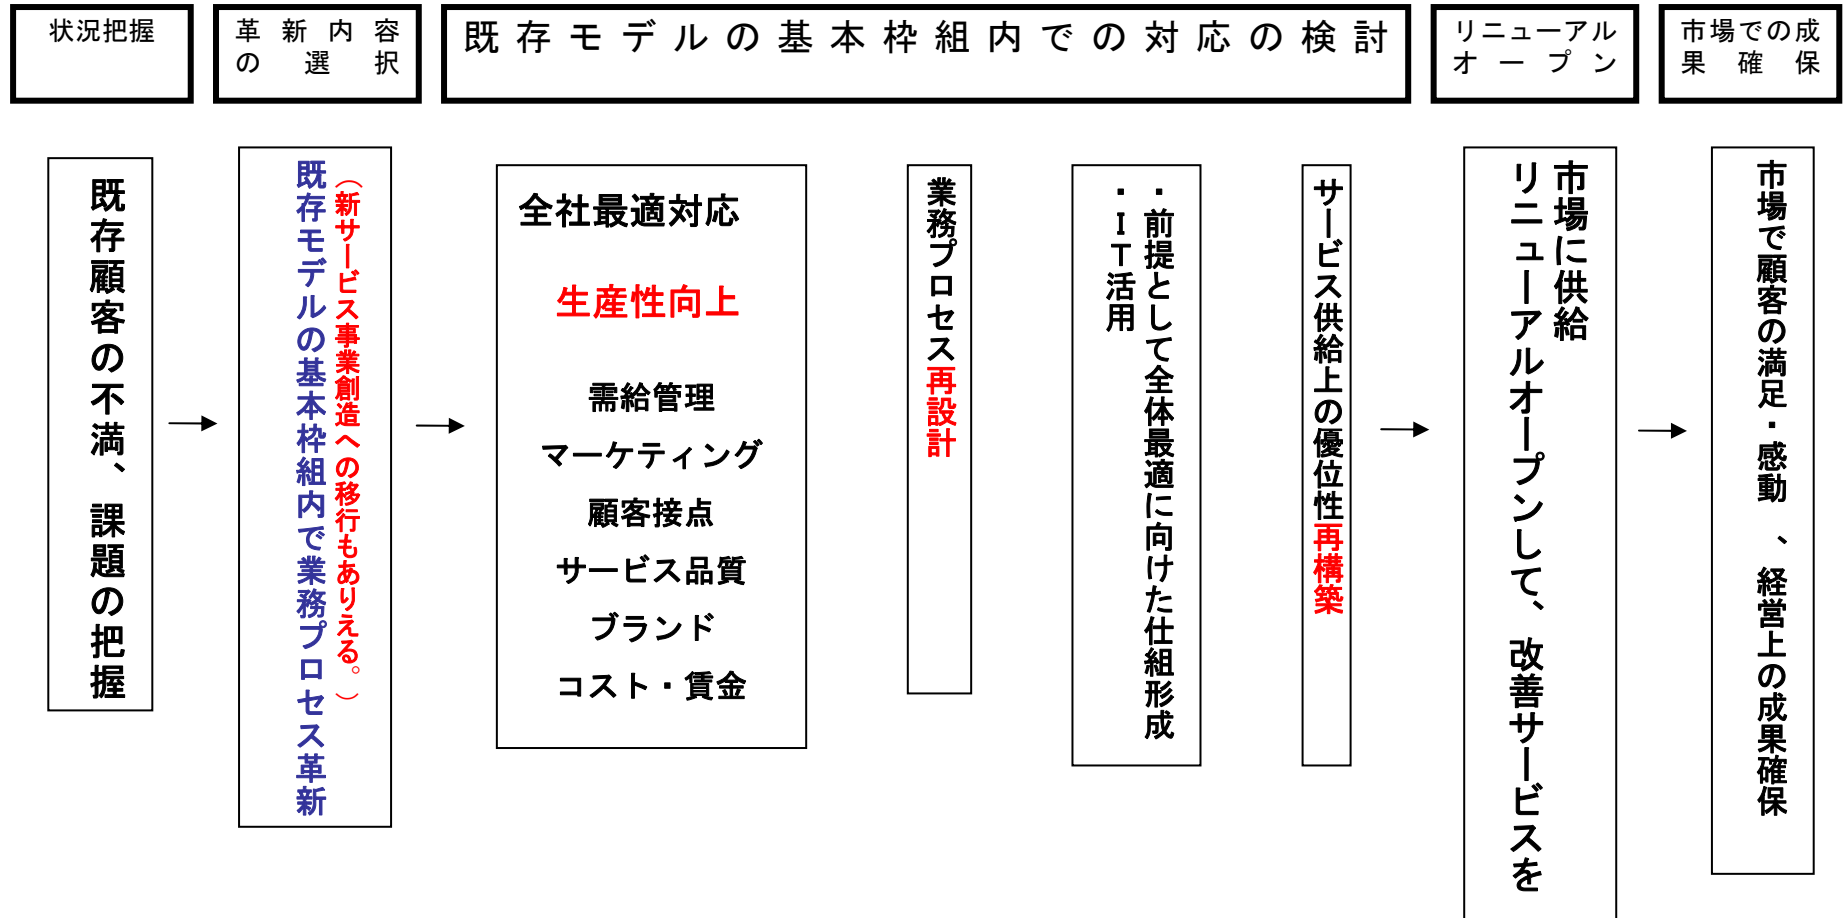 状況把握
革新内容
の選択
既存モデルの基本枠組内での対応の検討
リニューアル
オープン
市場での成
果確保
既存顧客の不満、課題の把握
既存モデルの基本枠組内で業務プロセス革新
（新サービス事業創造への移行もありえる。）
全社最適対応
生産性向上
需給管理
マーケティング
顧客接点
サービス品質
ブランド
コスト・賃金
業務プロセス再設計
・ＩＴ活用
・前提として全体最適に向けた仕組形成
サービス供給上の優位性再構築
リニューアルオープンして、改善サービスを
市場に供給
市場で顧客の満足・感動　、経営上の成果確保